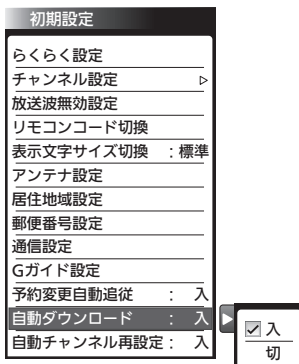 初期設定
らくらく設定
チャンネル設定 ▷
放送波無効設定
リモコンコード切換
表示文字サイズ切換 ：標準
アンテナ設定
居住地域設定
郵便番号設定
通信設定
Gガイド設定
予約変更自動追従 ： 入
自動ダウンロード ： 入
自動チャンネル再設定： 入
入
切